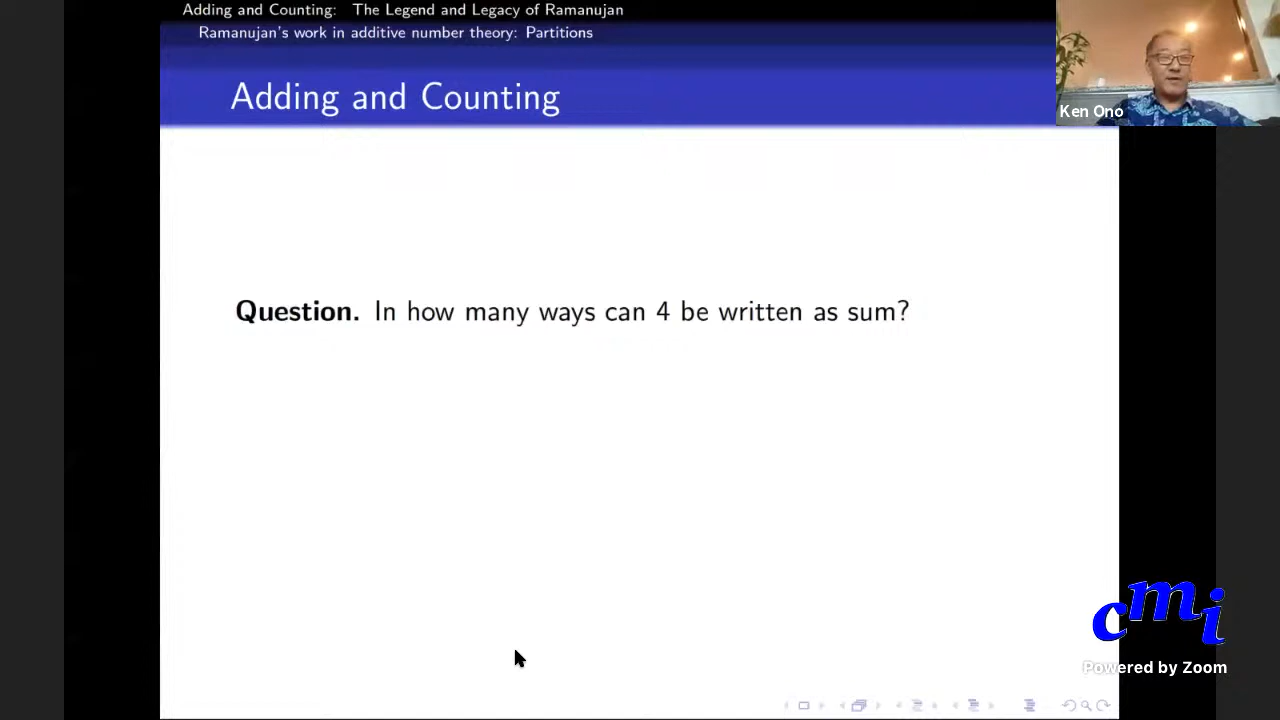 Adding and Counting: The Legend and Legacy of Ramanujan
Ramanujan's work in additive number theory: Partitions
Adding and Counting
Ken Ono
Question. In how many ways can 4 be written as sum?
cmi
Powered by Zoom